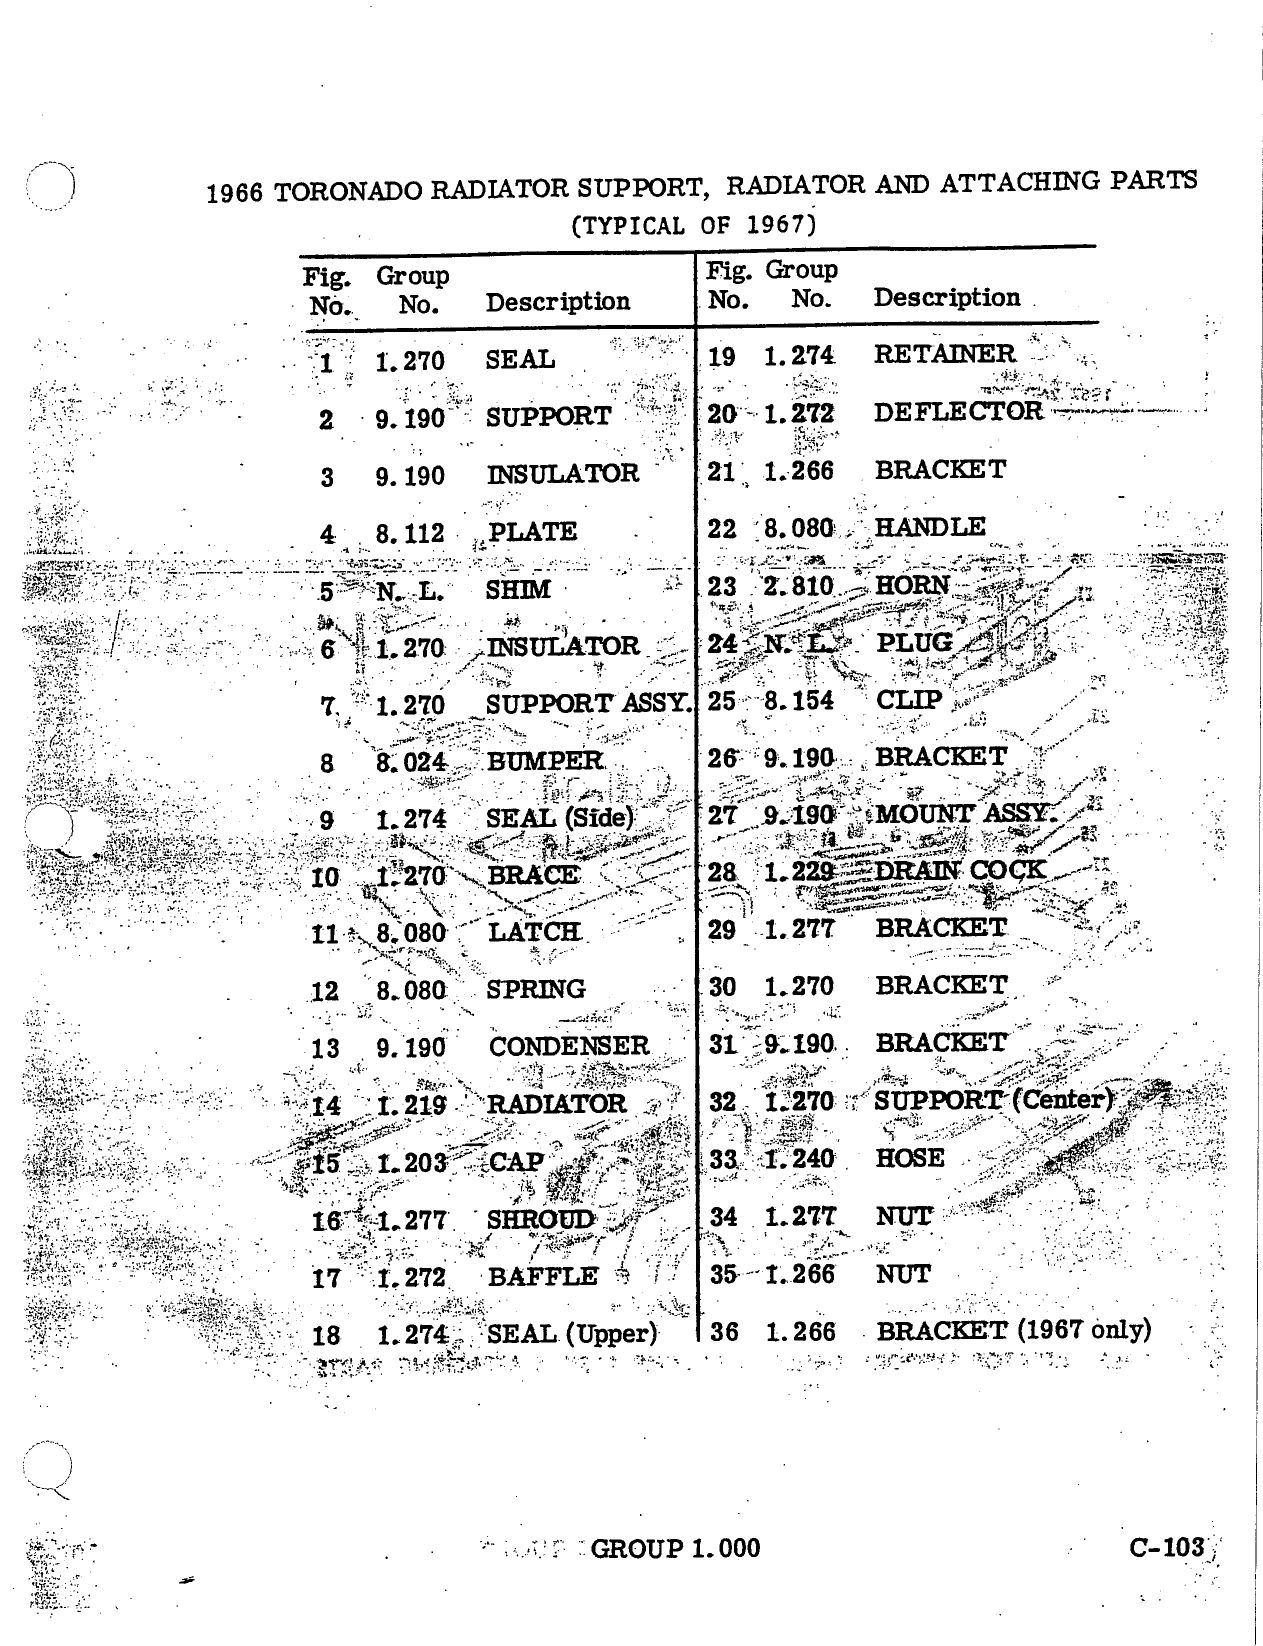 1966 TORONADO RADIATOR SUPPORT, RADIATOR AND ATTACHING PARTS
(TYPICAL OF 1967)
Fig. Group
No. No. Description
1 1.270 SEAL
2 9.190 SUPPORT
3 9.190 INSULATOR
4 8.112 PLATE
5 N. L. SHIM
6 1.270 INSULATOR
7 1.270 SUPPORT ASSY.
8 8.024 BUMPER
9 1.274 SEAL (Side)
10 1.270 BRACE
11 8.080 LATCH
12 8.080 SPRING
13 9.190 CONDENSER
14 1.219 RADIATOR
15 1.203 CAP
16 1.277 SHROUD
17 1.272 BAFFLE
18 1.274 SEAL (Upper)
Fig. Group
No. No. Description
19 1.274 RETAINER
20 1.272 DEFLECTOR
21 1.266 BRACKET
22 8.080 HANDLE
23 2.810 HORN
24 N. L. PLUG
25 8.154 CLIP
26 9.190 BRACKET
27 9.190 MOUNT ASSY.
28 1.229 DRAIN COCK
29 1.277 BRACKET
30 1.270 BRACKET
31 9.190 BRACKET
32 1.270 SUPPORT (Center)
33 1.240 HOSE
34 1.277 NUT
35 1.266 NUT
36 1.266 BRACKET (1967 only)
GROUP 1.000
C-103